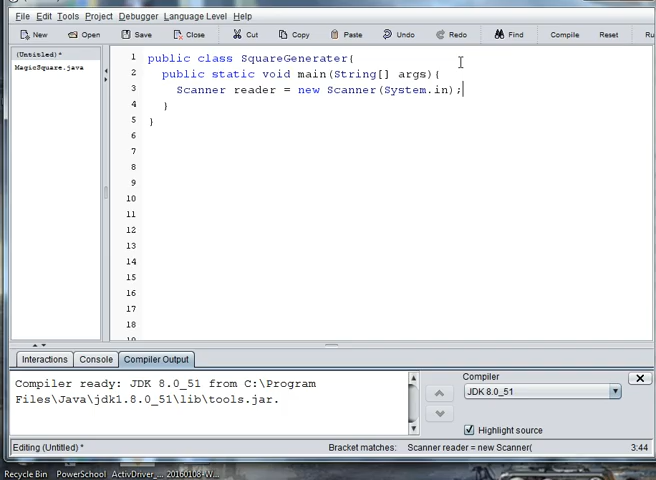 File Edit Tools Project Debugger Language Level Help
New Open Save Close Cut Copy Paste Undo Redo Find Compile Reset Ru
(Untitled) *
MagicSquare.java
1 public class SquareGenerater{
2 public static void main(String[] args){
3 Scanner reader = new Scanner(System.in);
4 }
5 }
6
7
8
9
10
11
12
13
14
15
16
17
18
Interactions Console Compiler Output
Compiler ready: JDK 8.0_51 from C:\Program
Files\Java\jdk1.8.0_51\lib\tools.jar.
Compiler
JDK 8.0_51
Highlight source
Editing (Untitled) * Bracket matches: Scanner reader = new Scanner( 3:44
Recycle Bin PowerSchool ActivDriver_... 20160108-W...